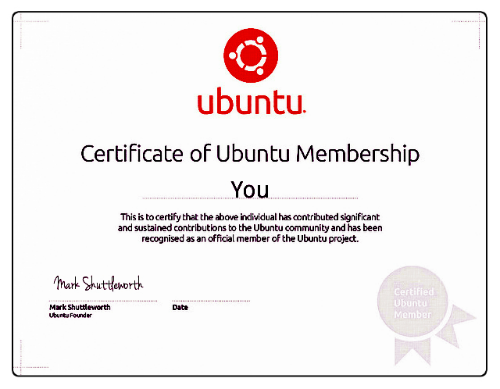 ubuntu
Certificate of Ubuntu Membership
You
This is to certify that the above individual has contributed significant
and sustained contributions to the Ubuntu community and has been
recognised as an official member of the Ubuntu project.
Mark Shuttleworth
Mark Shuttleworth
Date
Ubuntu Founder
Certified
Ubuntu
Member